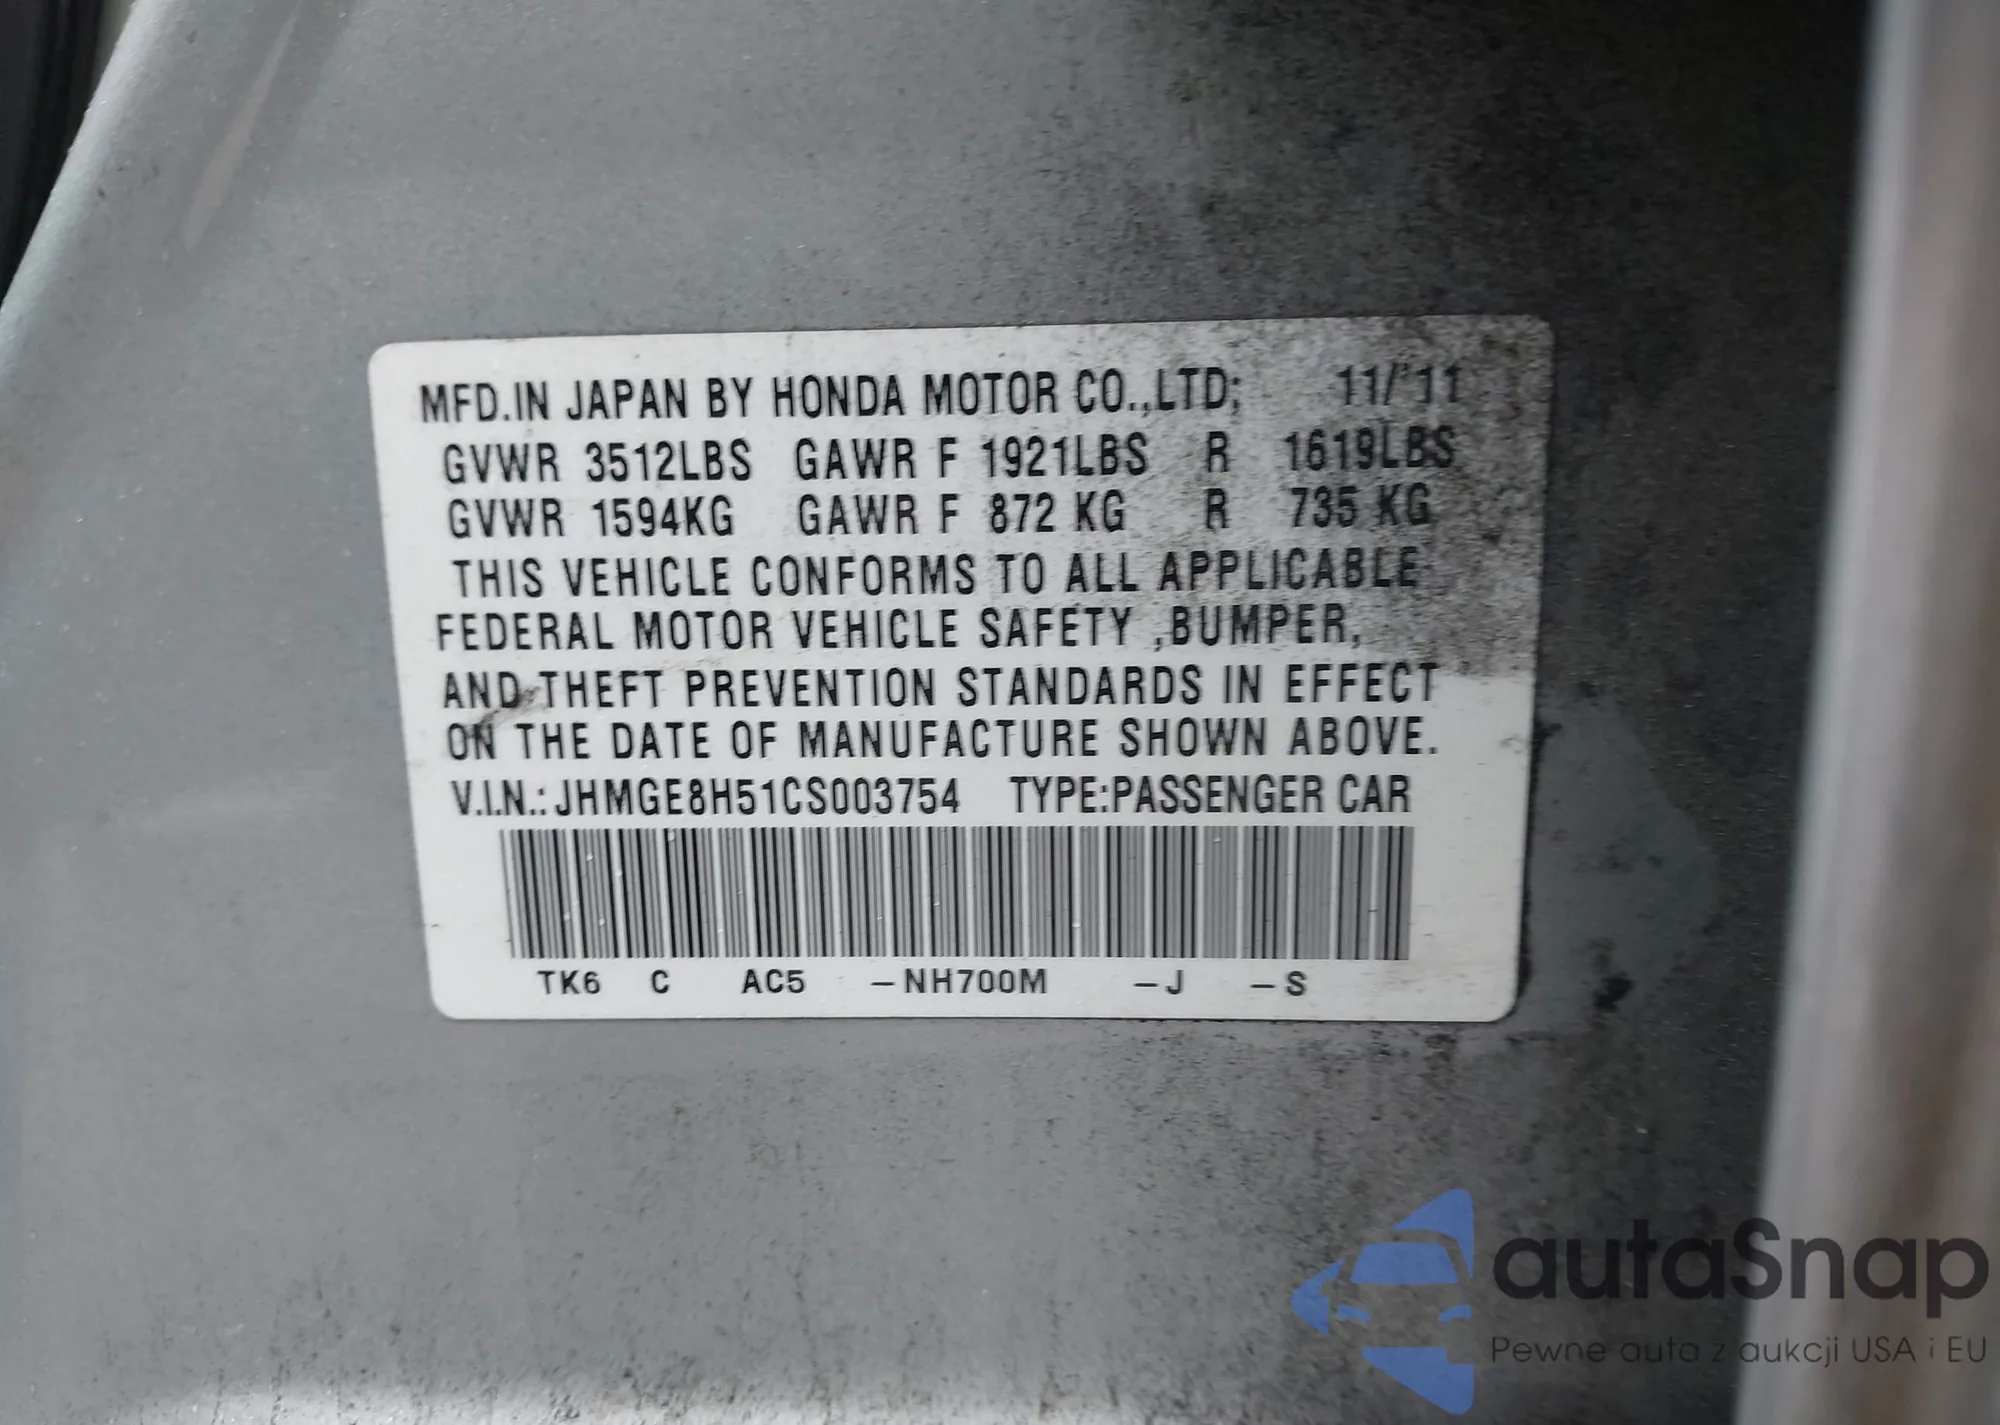 MFD.IN JAPAN BY HONDA MOTOR CO.,LTD; 11/'11
GVWR 3512LBS GAWR F 1921LBS R 1619LBS
GVWR 1594KG GAWR F 872 KG R 735 KG
THIS VEHICLE CONFORMS TO ALL APPLICABLE
FEDERAL MOTOR VEHICLE SAFETY ,BUMPER,
AND THEFT PREVENTION STANDARDS IN EFFECT
ON THE DATE OF MANUFACTURE SHOWN ABOVE.
V.I.N.: JHMGE8H51CS003754 TYPE:PASSENGER CAR
TK6 C AC5 –NH700M –J –S
autaSnap
Pewne auta z aukcji USA i EU